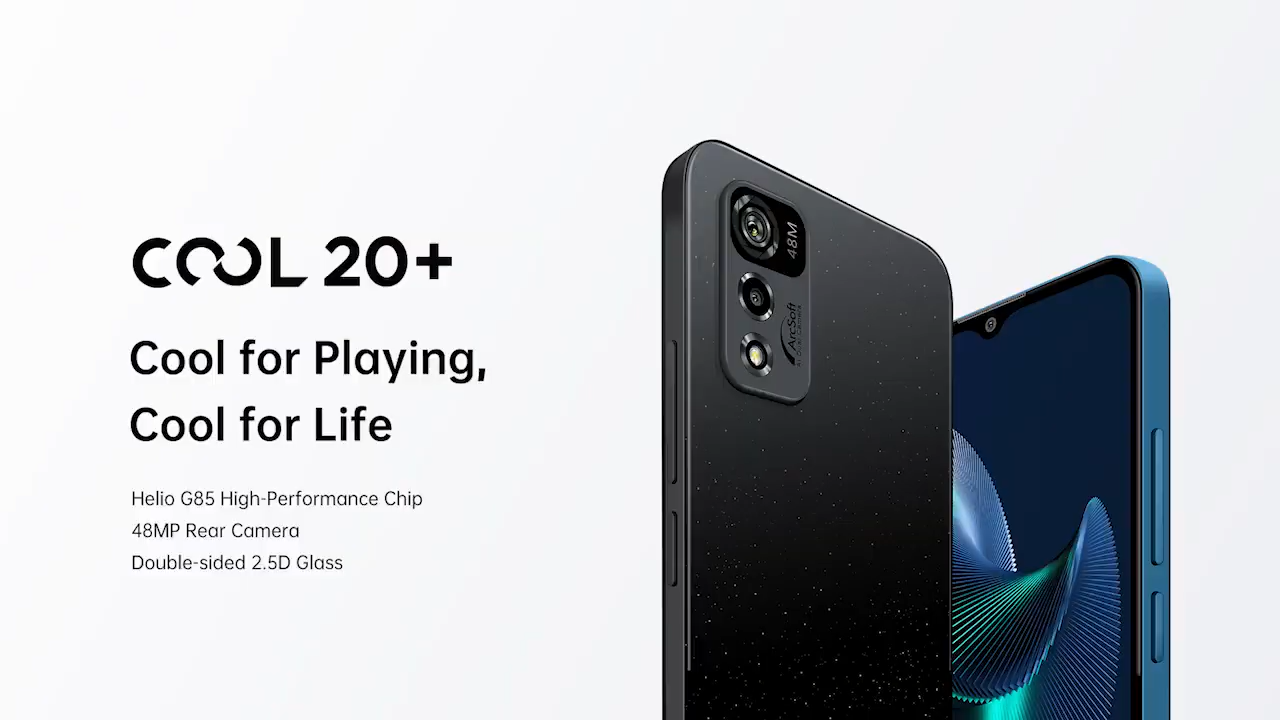 COOL 20+
Cool for Playing,
Cool for Life
Helio G85 High-Performance Chip
48MP Rear Camera
Double-sided 2.5D Glass
48M
ArcSoft